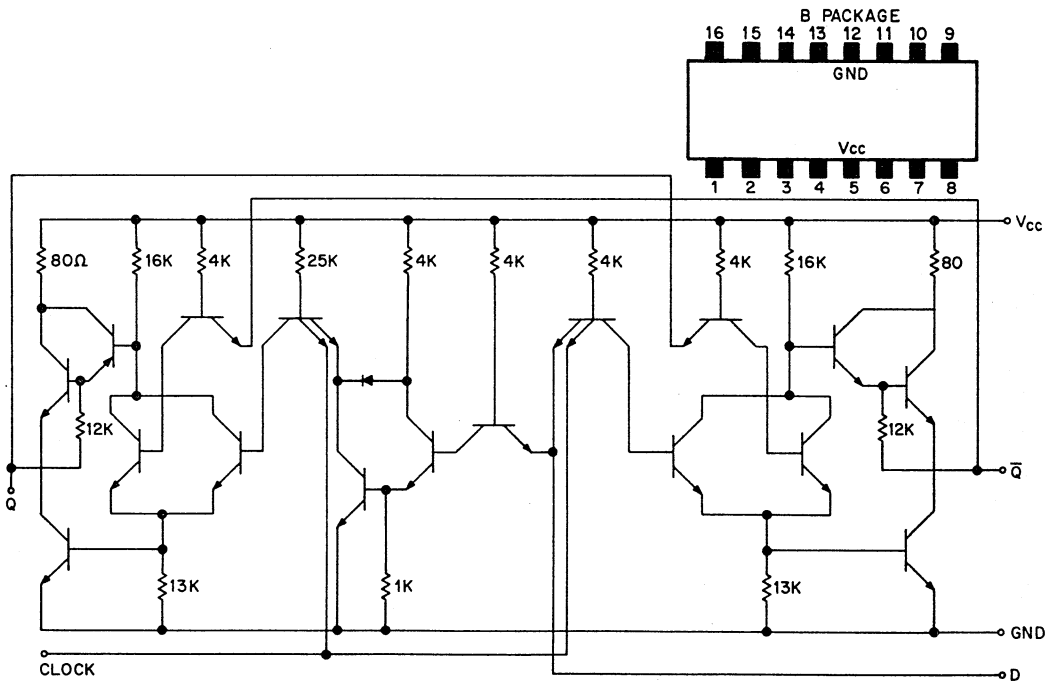 B PACKAGE
16 15 14 13 12 11 10 9
GND
Vcc
1 2 3 4 5 6 7 8
Vcc
80Ω 16K 4K 25K 4K 4K 4K 4K 16K 80
12K 12K
Q̅
Q
13K 1K 13K
GND
CLOCK
D